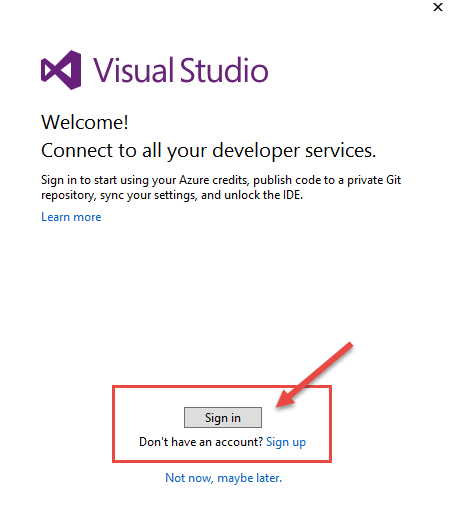 Visual Studio
Welcome!
Connect to all your developer services.
Sign in to start using your Azure credits, publish code to a private Git
repository, sync your settings, and unlock the IDE.
Learn more
Sign in
Don't have an account? Sign up
Not now, maybe later.